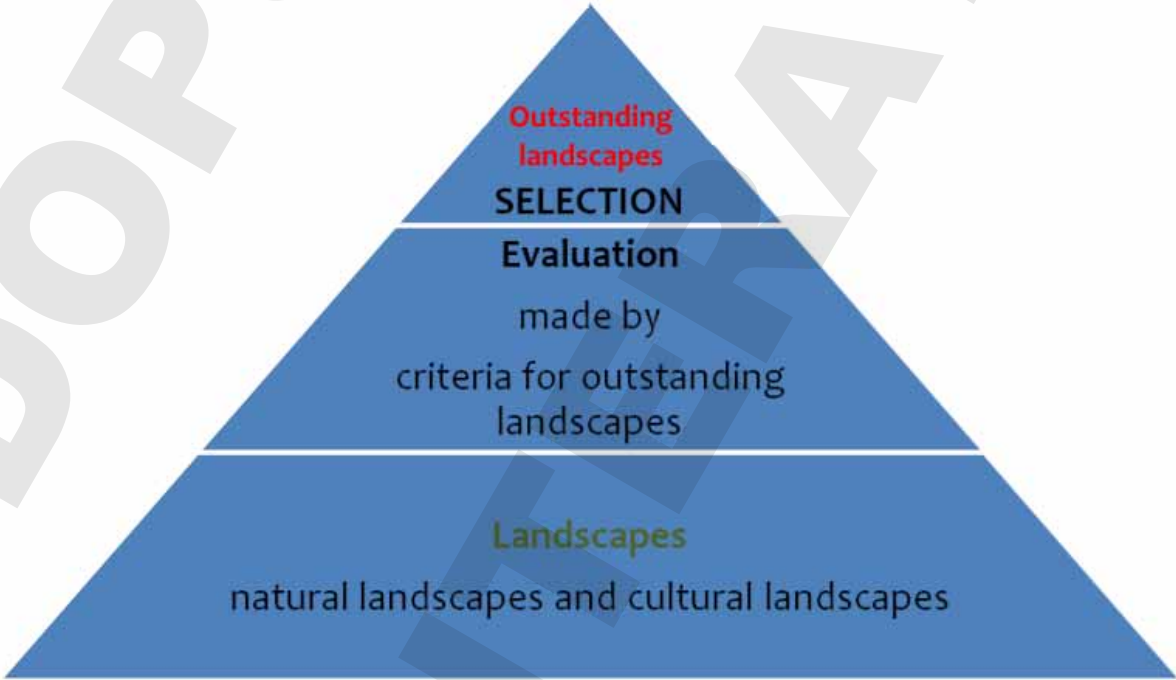 Outstanding
landscapes
SELECTION
Evaluation
made by
criteria for outstanding
landscapes
Landscapes
natural landscapes and cultural landscapes